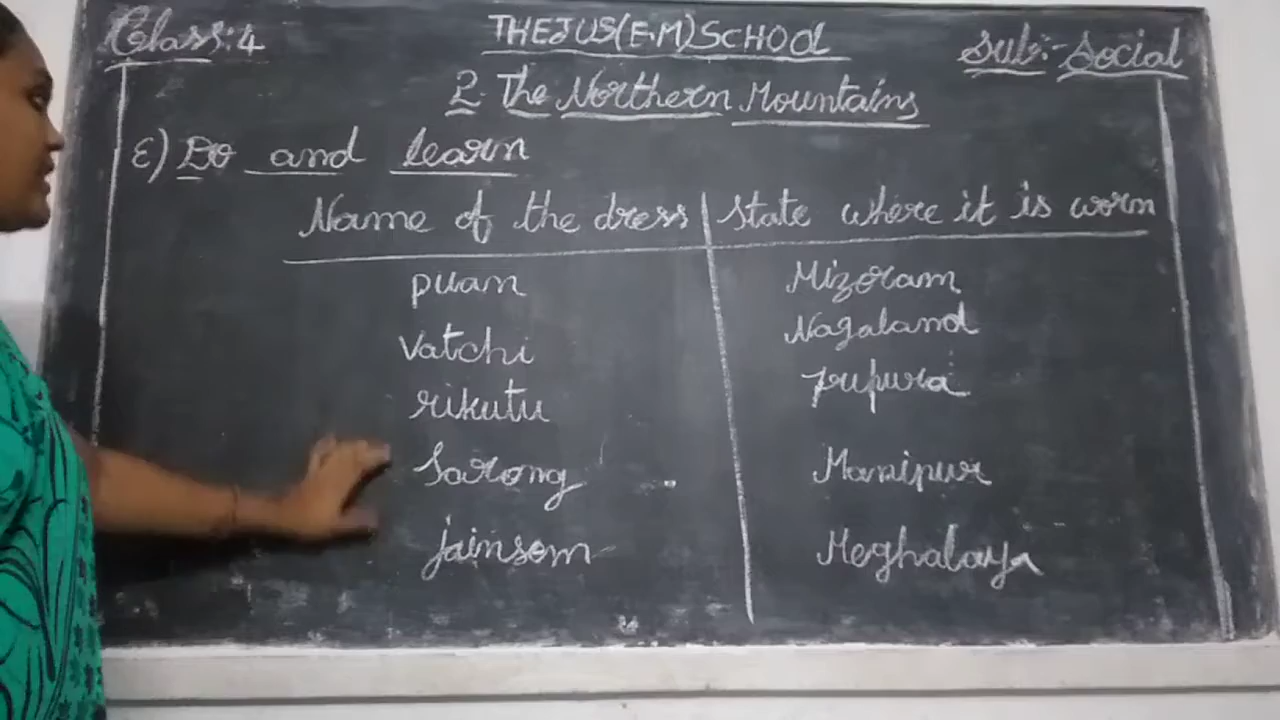 Class:4 THEJUS(E.M)SCHOOL Sub:-Social
2. The Northern Mountains
E) Do and learn
Name of the dress State where it is worn
puan Mizoram
Vatchi Nagaland
rikutu Tripura
Sarong Manipur
jainsem Meghalaya